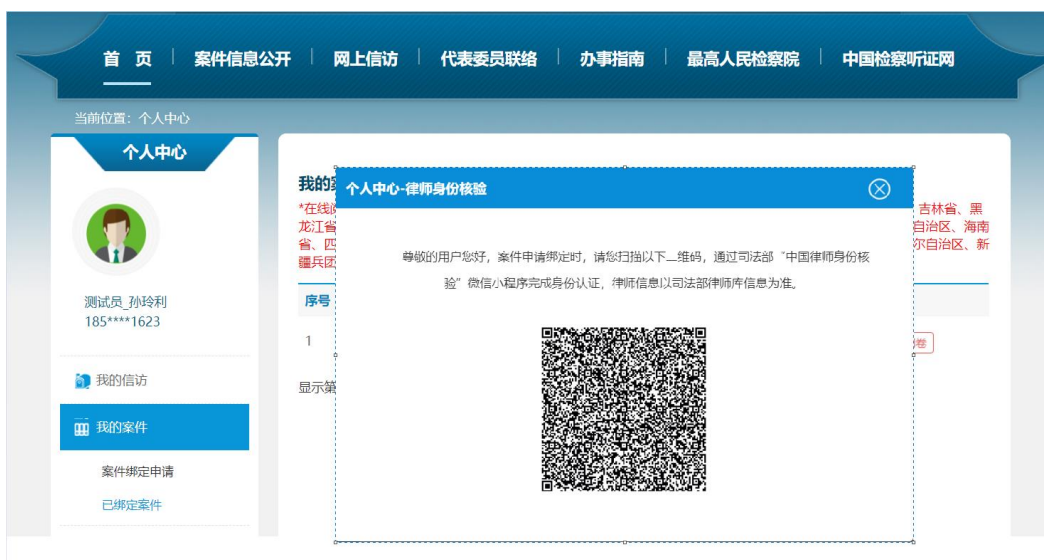 首 页
案件信息公开
网上信访
代表委员联络
办事指南
最高人民检察院
中国检察听证网
当前位置：个人中心
个人中心
测试员_孙玲利
185****1623
我的信访
我的案件
案件绑定申请
已绑定案件
我的
*在线
吉林省、黑
龙江省
自治区、海南
省、四
尔自治区、新
疆兵团
序号
1
卷
显示第
个人中心-律师身份核验
尊敬的用户您好，案件申请绑定时，请您扫描以下二维码，通过司法部“中国律师身份核
验”微信小程序完成身份认证，律师信息以司法部律师库信息为准。